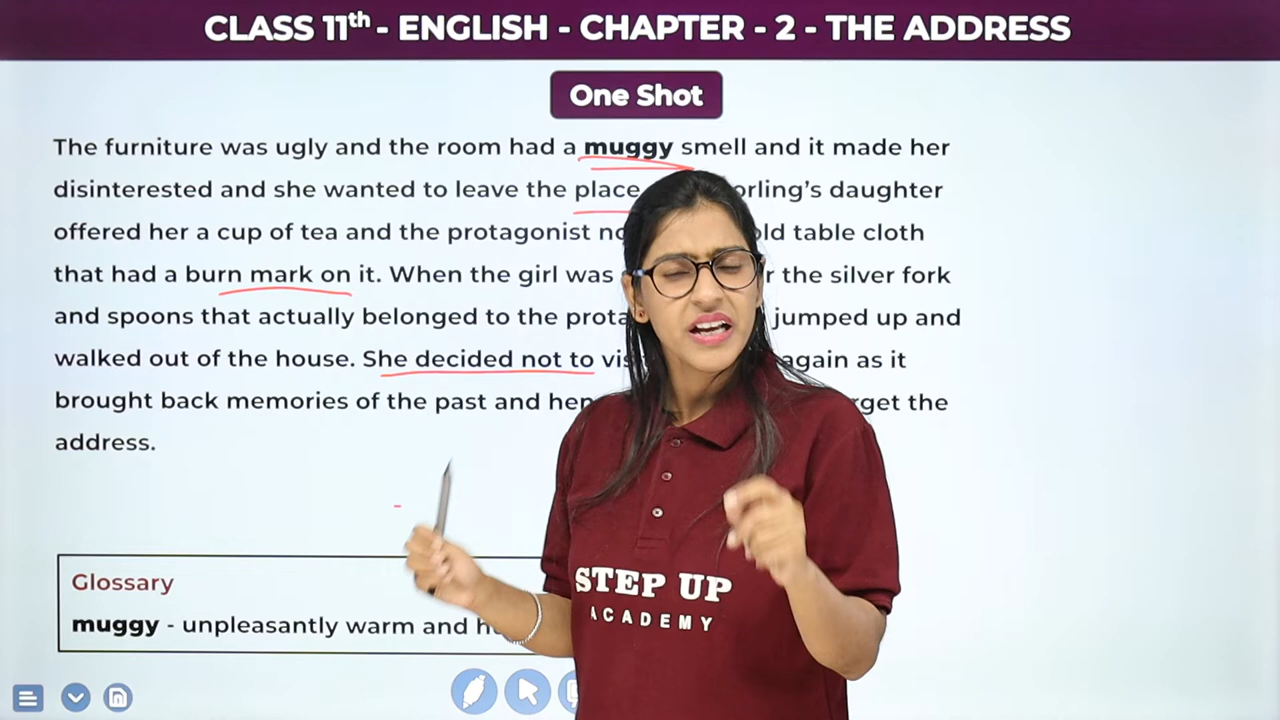 CLASS 11th - ENGLISH - CHAPTER - 2 - THE ADDRESS
One Shot
The furniture was ugly and the room had a muggy smell and it made her
disinterested and she wanted to leave the place orling's daughter
offered her a cup of tea and the protagonist old table cloth
that had a burn mark on it. When the girl was the silver fork
and spoons that actually belonged to the jumped up and
walked out of the house. She decided not to again as it
brought back memories of the past and the
address.
Glossary
muggy - unpleasantly warm and
STEP UP
ACADEMY